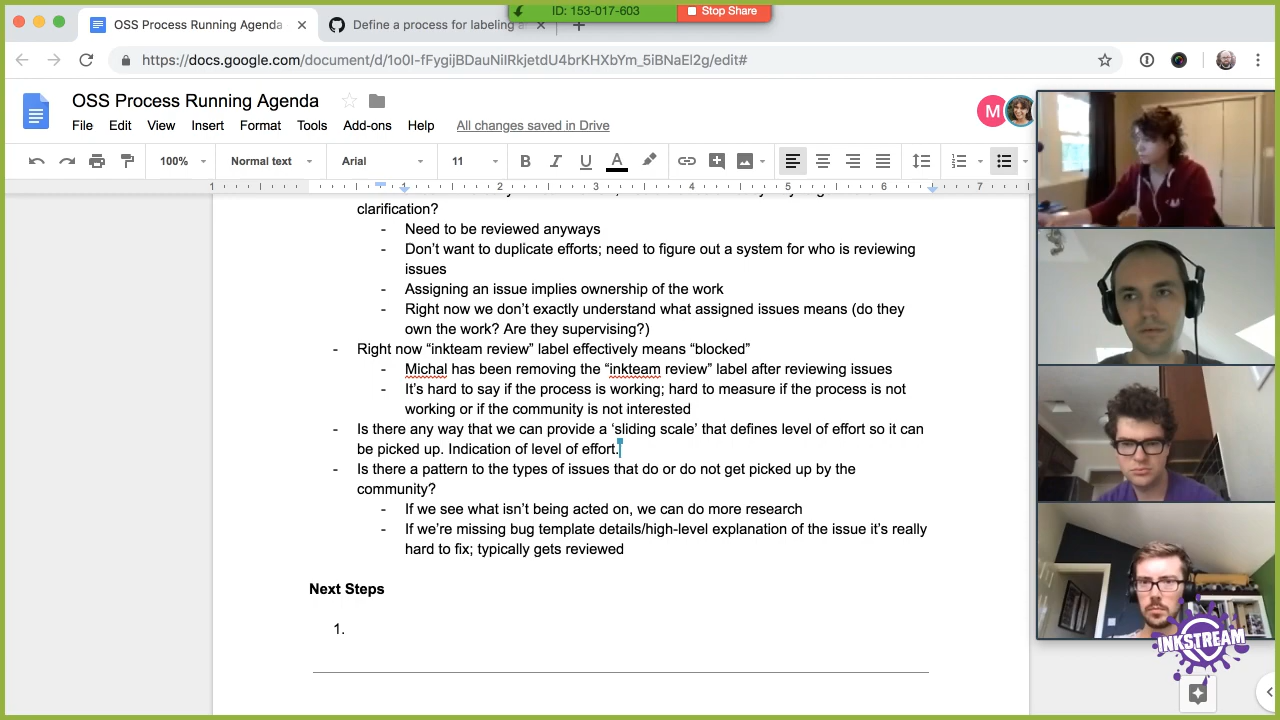 OSS Process Running Agenda
Define a process for labeling
ID: 153-017-603
Stop Share
https://docs.google.com/document/d/1o0I-fFygijBDauNiIRkjetdU4brKHXbYm_5iBNaEl2g/edit#
OSS Process Running Agenda
File Edit View Insert Format Tools Add-ons Help All changes saved in Drive
M
100% Normal text Arial 11 B I U A
1 1 2 3 4 5 6 7
clarification?
- Need to be reviewed anyways
- Don’t want to duplicate efforts; need to figure out a system for who is reviewing
issues
- Assigning an issue implies ownership of the work
- Right now we don’t exactly understand what assigned issues means (do they
own the work? Are they supervising?)
- Right now “inkteam review” label effectively means “blocked”
- Michal has been removing the “inkteam review” label after reviewing issues
- It’s hard to say if the process is working; hard to measure if the process is not
working or if the community is not interested
- Is there any way that we can provide a ‘sliding scale’ that defines level of effort so it can
be picked up. Indication of level of effort.
- Is there a pattern to the types of issues that do or do not get picked up by the
community?
- If we see what isn’t being acted on, we can do more research
- If we’re missing bug template details/high-level explanation of the issue it’s really
hard to fix; typically gets reviewed
Next Steps
1.
INKSTREAM